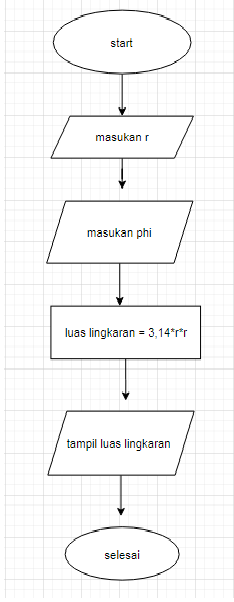 start
masukan r
masukan phi
luas lingkaran = 3,14*r*r
tampil luas lingkaran
selesai